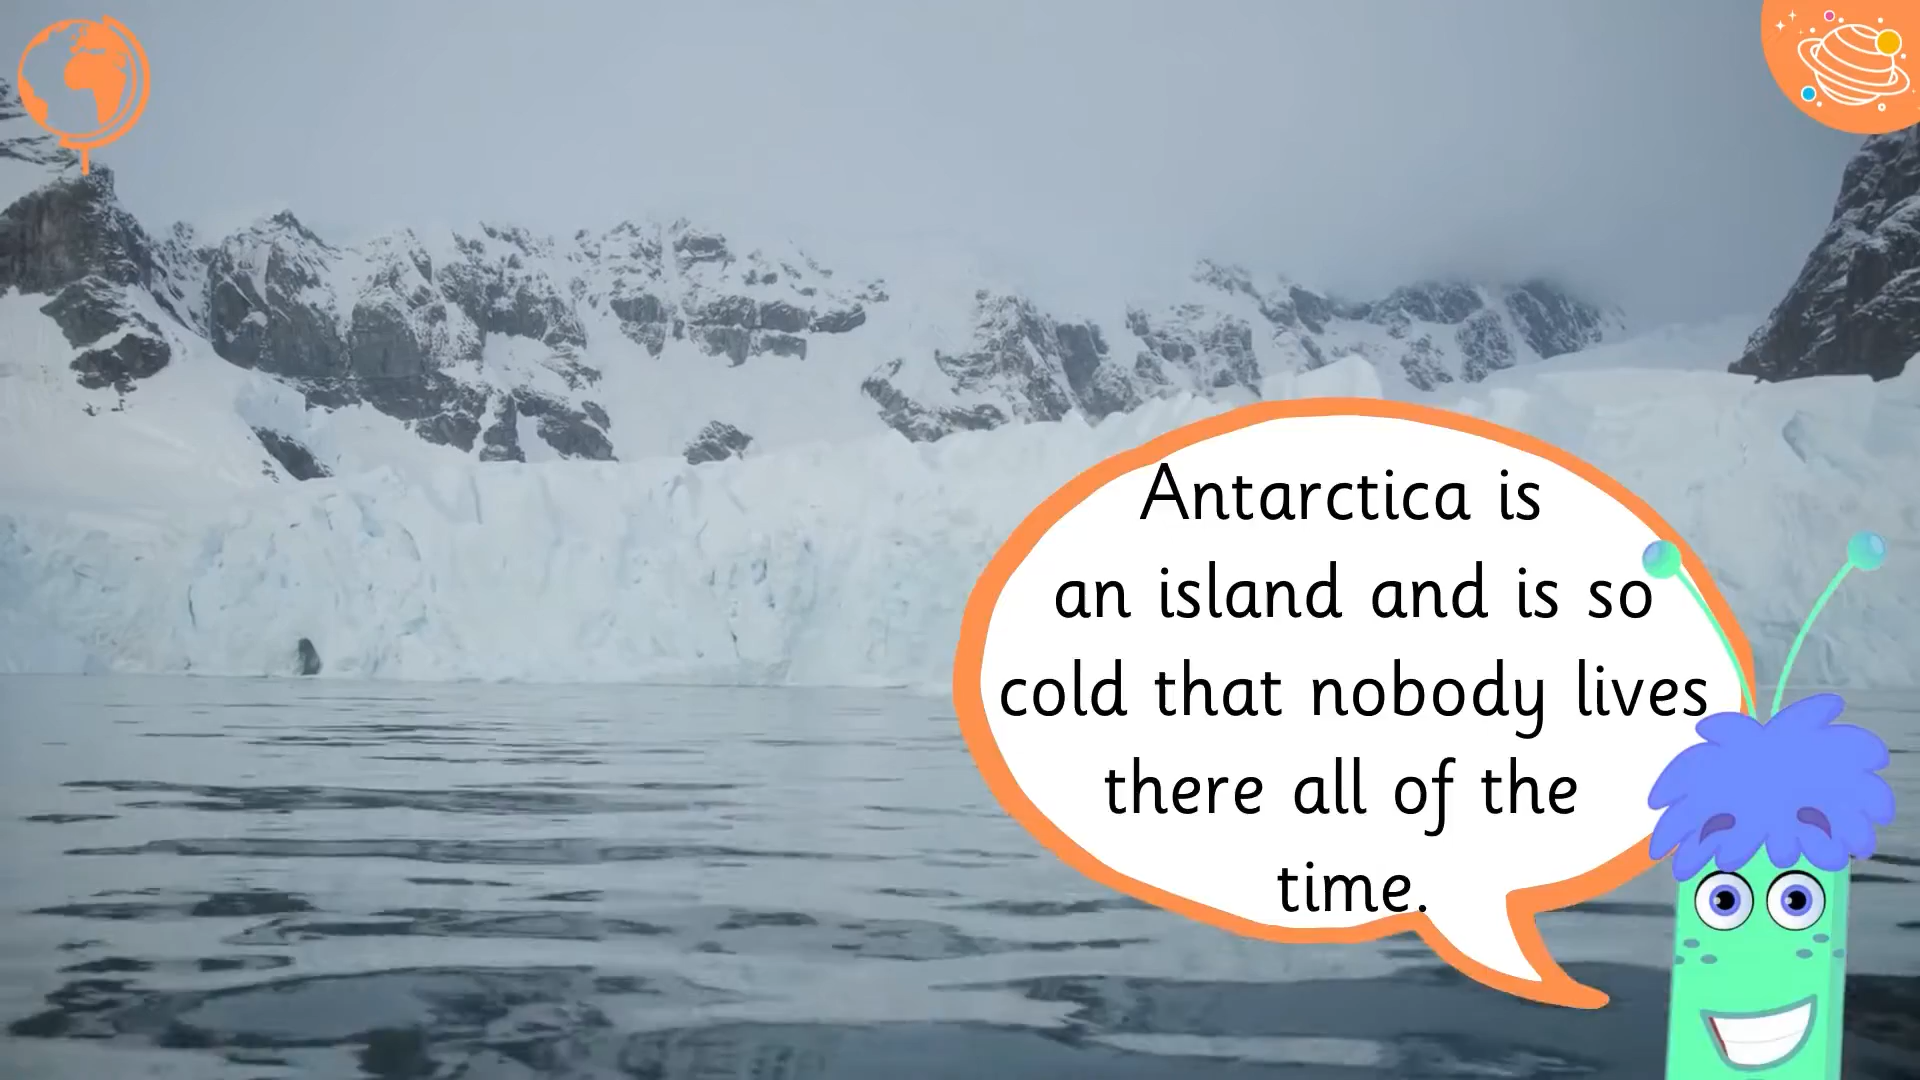 Antarctica is
an island and is so
cold that nobody lives
there all of the
time.